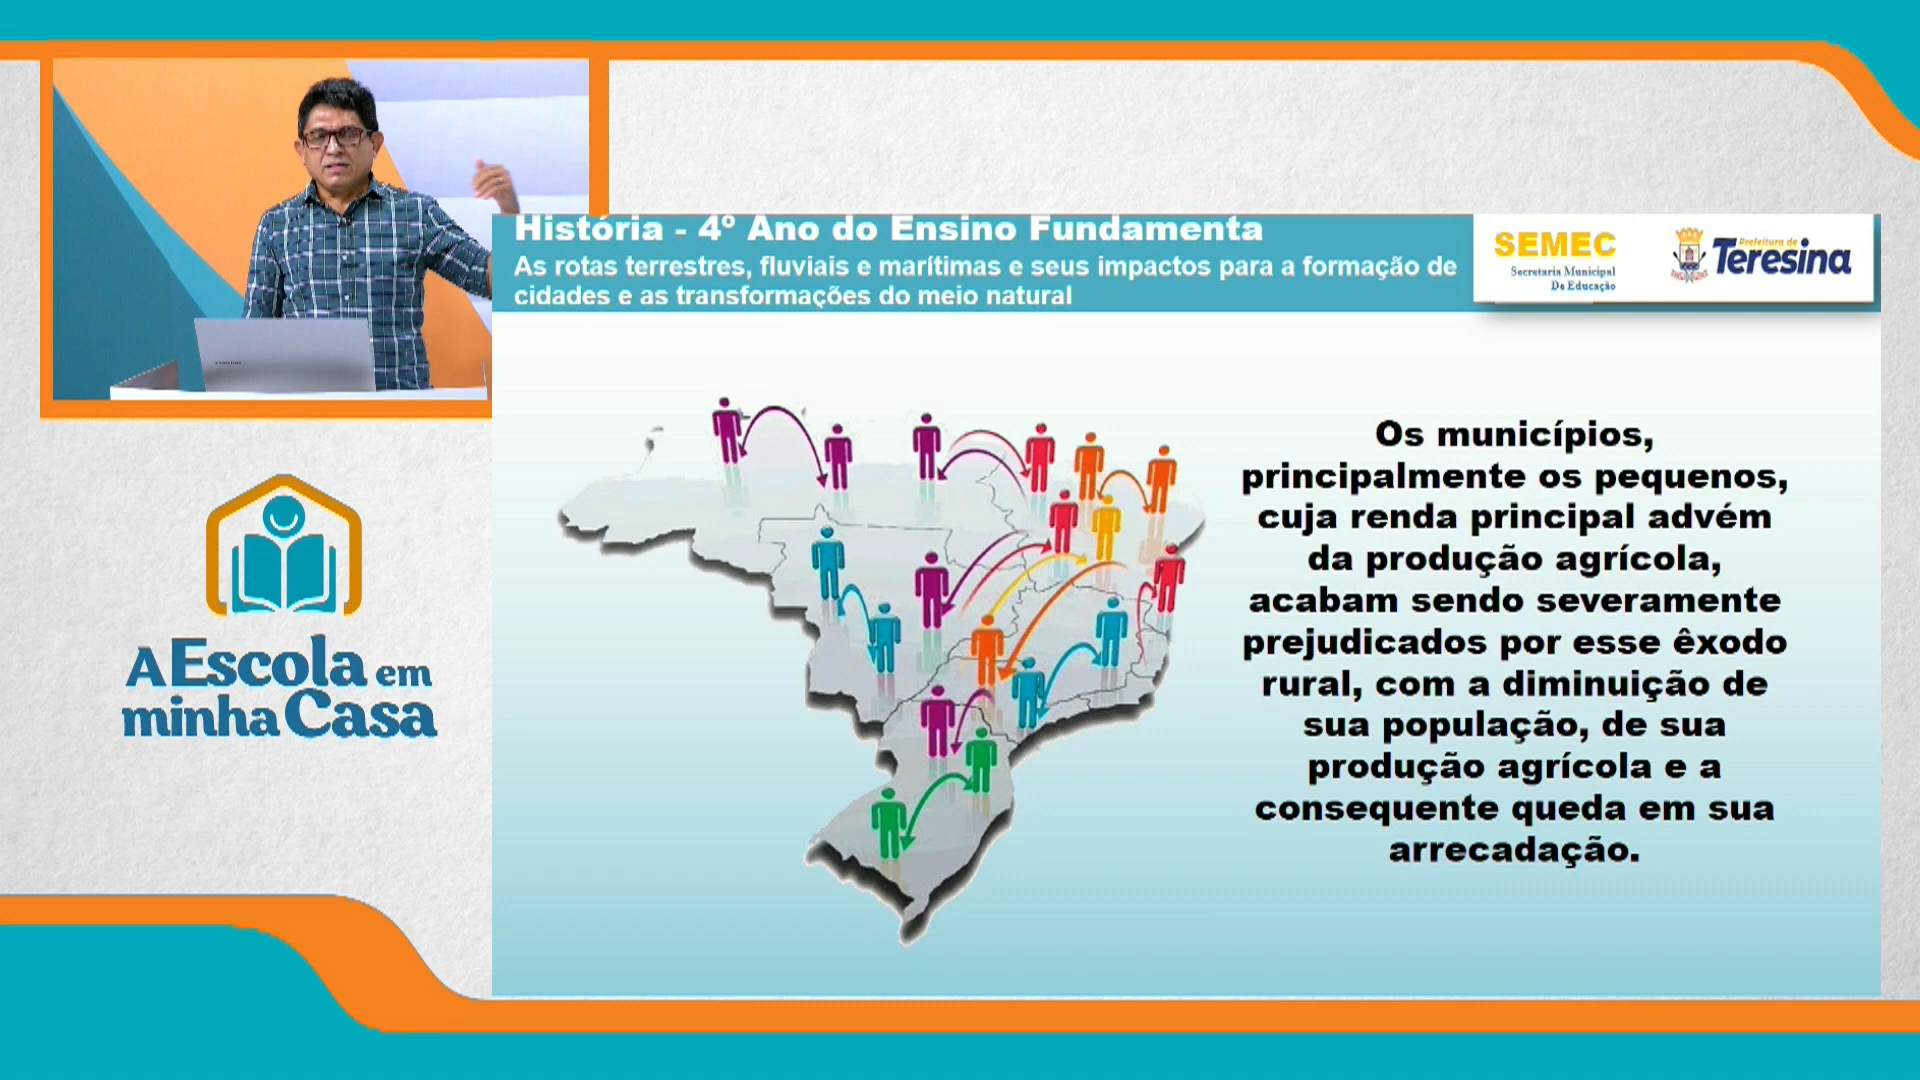 História - 4º Ano do Ensino Fundamenta
As rotas terrestres, fluviais e marítimas e seus impactos para a formação de
cidades e as transformações do meio natural
SEMEC
Secretaria Municipal
De Educação
Prefeitura de
Teresina
Os municípios,
principalmente os pequenos,
cuja renda principal advém
da produção agrícola,
acabam sendo severamente
prejudicados por esse êxodo
rural, com a diminuição de
sua população, de sua
produção agrícola e a
consequente queda em sua
arrecadação.
A Escola em
minha Casa